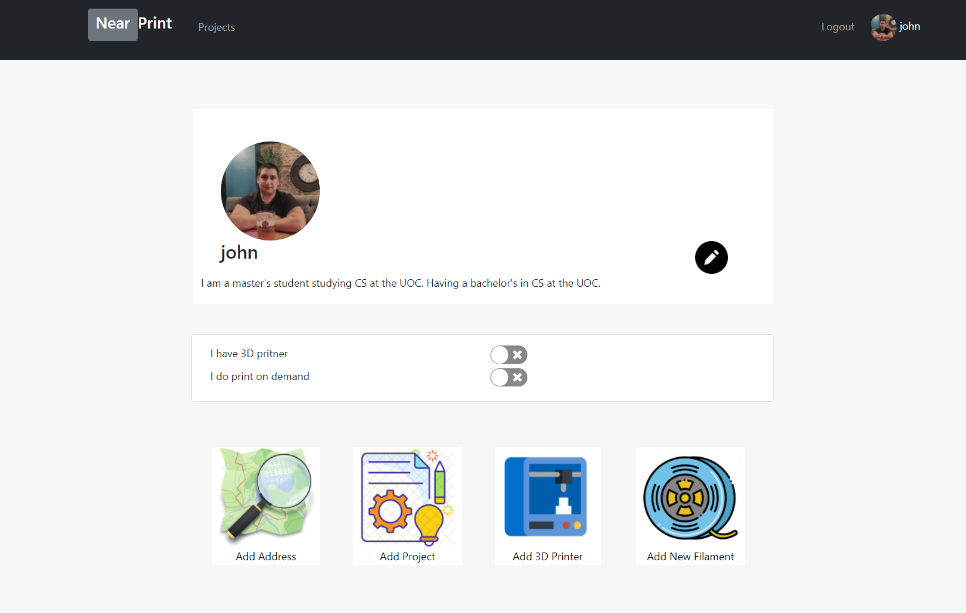 Near Print
Projects
Logout
john
john
I am a master's student studying CS at the UOC. Having a bachelor's in CS at the UOC.
I have 3D pritner
I do print on demand
011010
Add Address
Add Project
Add 3D Printer
Add New Filament